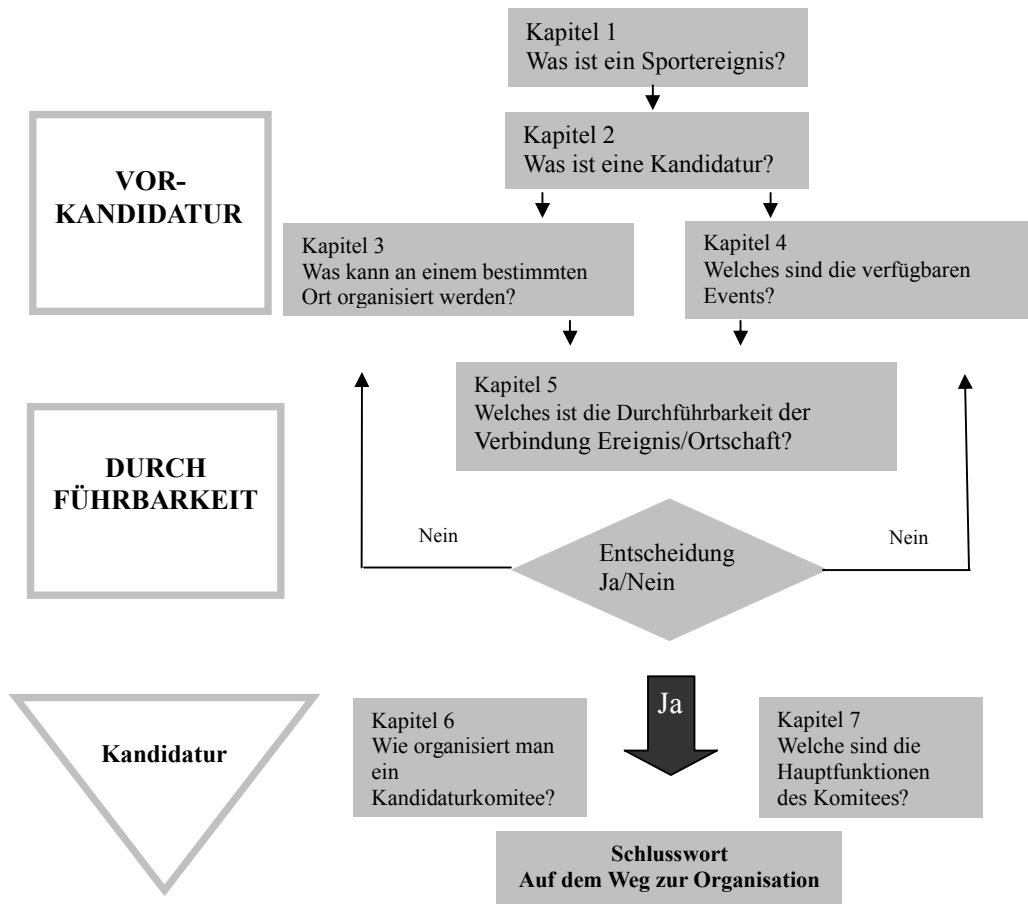 Kapitel 1
Was ist ein Sportereignis?
Kapitel 2
Was ist eine Kandidatur?
VOR-
KANDIDATUR
Kapitel 3
Was kann an einem bestimmten
Ort organisiert werden?
Kapitel 4
Welches sind die verfügbaren
Events?
Kapitel 5
Welches ist die Durchführbarkeit der
Verbindung Ereignis/Ortschaft?
DURCH
FÜHRBARKEIT
Nein
Entscheidung
Ja/Nein
Nein
Ja
Kandidatur
Kapitel 6
Wie organisiert man
ein
Kandidaturkomitee?
Kapitel 7
Welche sind die
Hauptfunktionen
des Komitees?
Schlusswort
Auf dem Weg zur Organisation